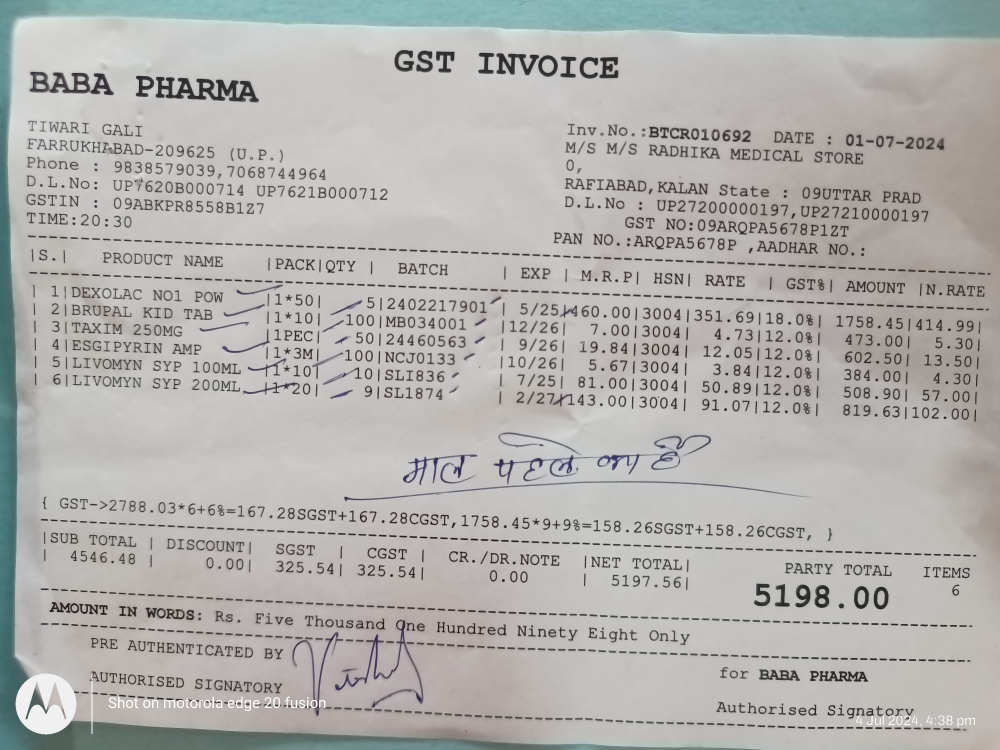 GST INVOICE
BABA PHARMA
TIWARI GALI
FARRUKHABAD-209625 (U.P.)
Phone : 9838579039,7068744964
D.L.No: UP7620B000714 UP7621B000712
GSTIN : 09ABKPR8558B1Z7
TIME:20:30
Inv.No.:BTCR010692 DATE : 01-07-2024
M/S M/S RADHIKA MEDICAL STORE
0,
RAFIABAD,KALAN State : 09UTTAR PRAD
D.L.No : UP27200000197,UP27210000197
GST NO:09ARQPA5678P1ZT
PAN NO.:ARQPA5678P ,AADHAR NO.:
|S.| PRODUCT NAME |PACK|QTY | BATCH | EXP | M.R.P| HSN| RATE | GST%| AMOUNT |N.RATE
| 1|DEXOLAC NO1 POW |1*50| 5|2402217901| 5/25|460.00|3004|351.69|18.0%| 1758.45|414.99|
| 2|BRUPAL KID TAB |1*10| 100|MB034001 |12/26| 7.00|3004| 4.73|12.0%| 473.00| 5.30|
| 3|TAXIM 250MG |1PEC| 50|24460563 | 9/26| 19.84|3004| 12.05|12.0%| 602.50| 13.50|
| 4|ESGIPYRIN AMP |1*3M| 100|NCJ0133 |10/26| 5.67|3004| 3.84|12.0%| 384.00| 4.30|
| 5|LIVOMYN SYP 100ML |1*10| 10|SLI836 | 7/25| 81.00|3004| 50.89|12.0%| 508.90| 57.00|
| 6|LIVOMYN SYP 200ML |1*20| 9|SL1874 | 2/27|143.00|3004| 91.07|12.0%| 819.63|102.00|
माल पहले है
{ GST->2788.03*6+6%=167.28SGST+167.28CGST,1758.45*9+9%=158.26SGST+158.26CGST, }
|SUB TOTAL | DISCOUNT| SGST | CGST | CR./DR.NOTE |NET TOTAL| PARTY TOTAL ITEMS
| 4546.48 | 0.00| 325.54| 325.54| 0.00 | 5197.56| 5198.00 6
AMOUNT IN WORDS: Rs. Five Thousand One Hundred Ninety Eight Only
PRE AUTHENTICATED BY
for BABA PHARMA
AUTHORISED SIGNATORY
Authorised Signatory
Shot on motorola edge 20 fusion
4 Jul 2024, 4:38 pm